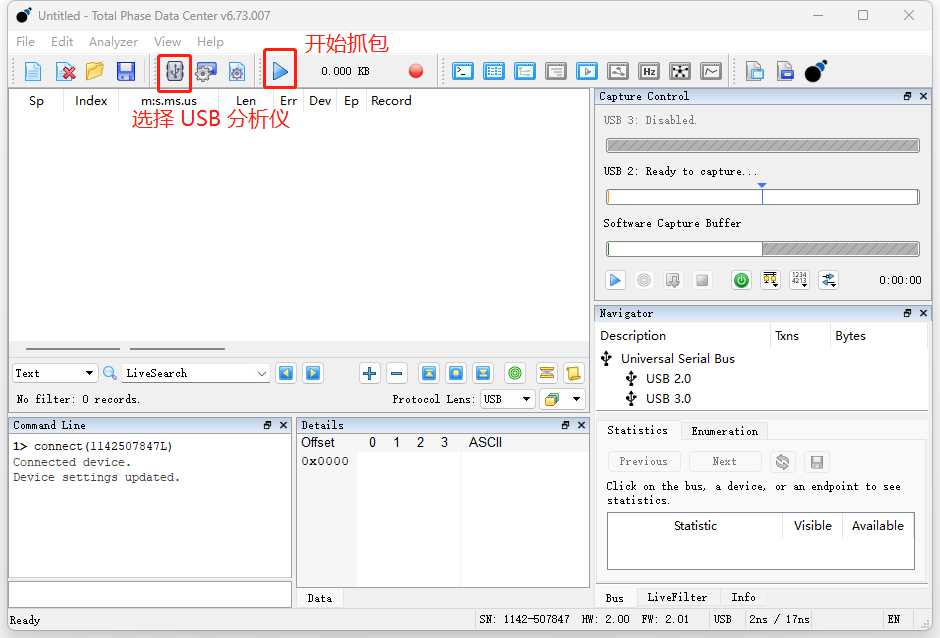 Untitled - Total Phase Data Center v6.73.007
File Edit Analyzer View Help
开始抓包
0.000 KB
Hz
Sp Index m:s.ms.us Len Err Dev Ep Record
选择 USB 分析仪
Capture Control
USB 3: Disabled.
USB 2: Ready to capture...
Software Capture Buffer
1234
4213
0:00:00
Navigator
Description Txns Bytes
Universal Serial Bus
USB 2.0
USB 3.0
Text LiveSearch
No filter: 0 records. Protocol Lens: USB
Command Line
1> connect(1142507847L)
Connected device.
Device settings updated.
Details
Offset 0 1 2 3 ASCII
0x0000
Data
Statistics Enumeration
Previous Next
Click on the bus, a device, or an endpoint to see
statistics.
Statistic Visible Available
Bus LiveFilter Info
Ready SN: 1142-507847 HW: 2.00 FW: 2.01 USB 2ns / 17ns EN